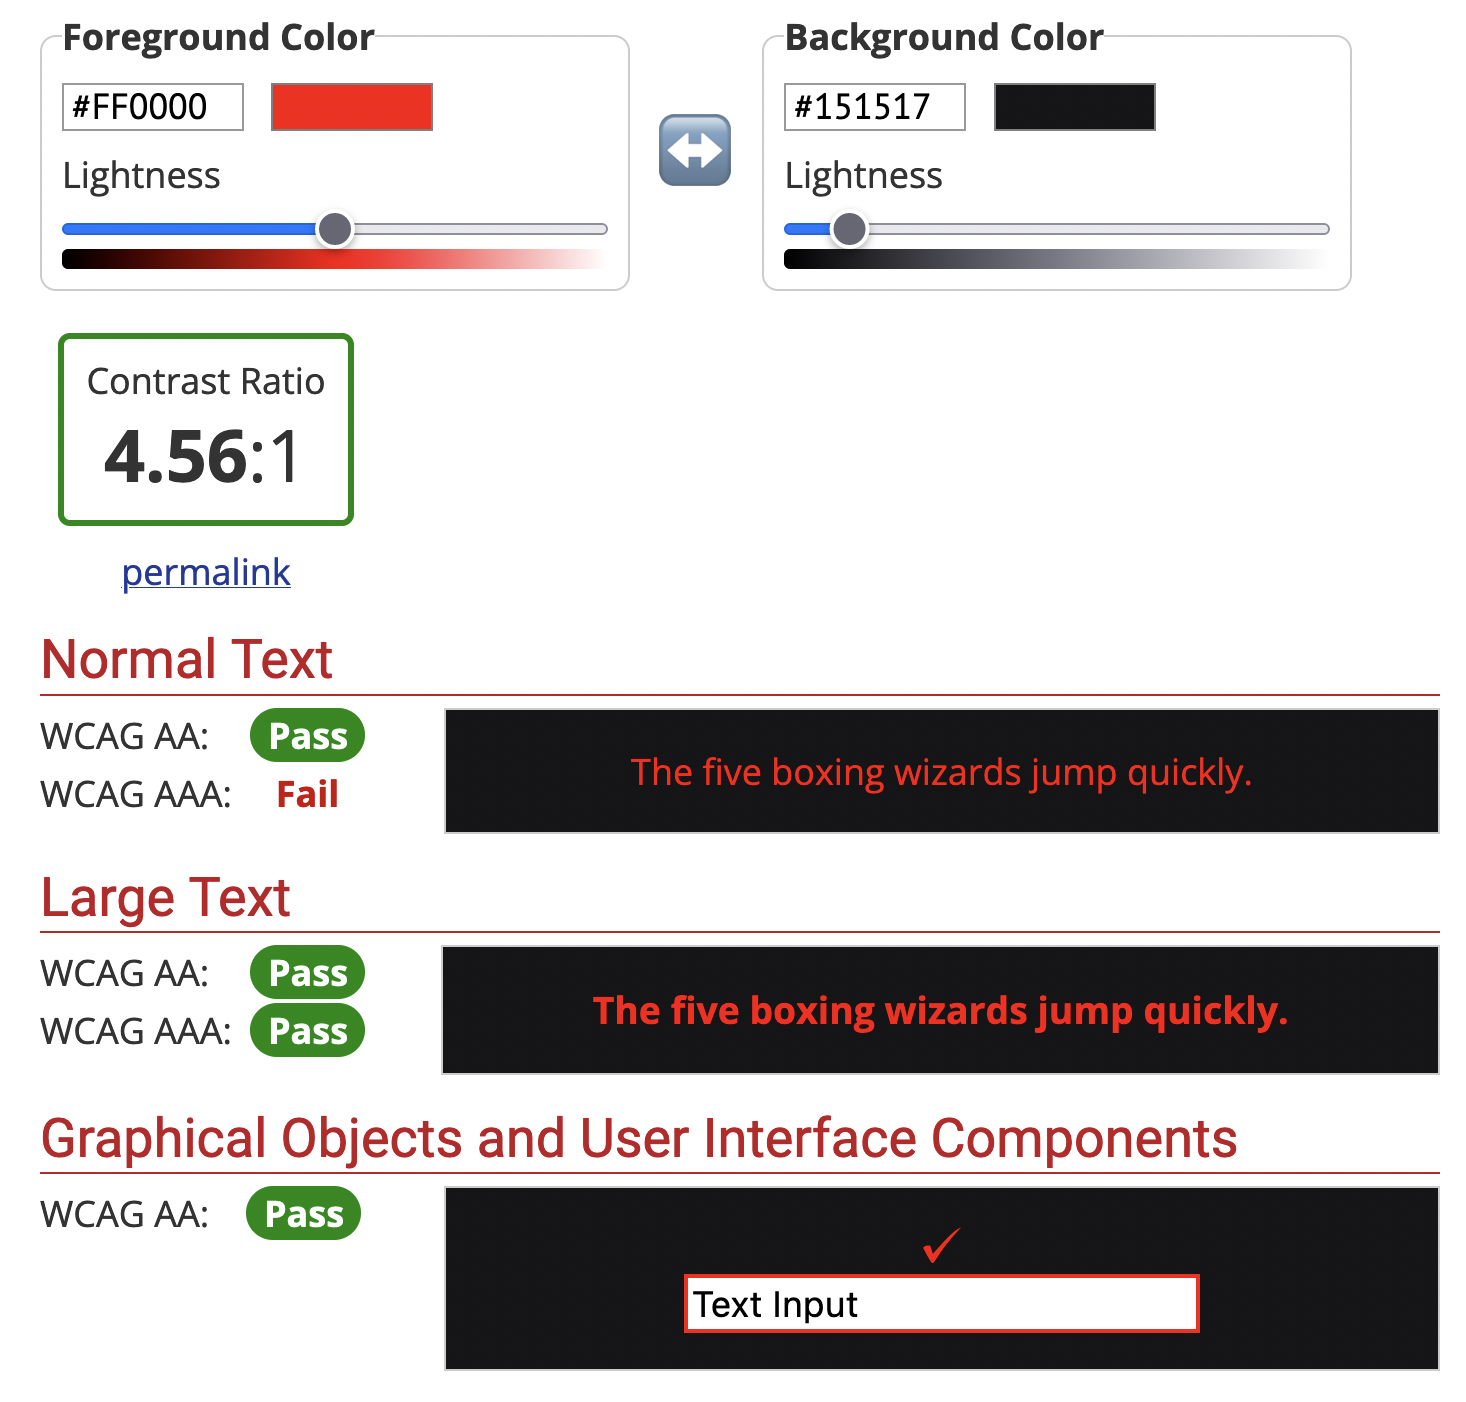 Foreground Color
#FF0000
Lightness
Background Color
#151517
Lightness
Contrast Ratio
4.56:1
permalink
Normal Text
WCAG AA: Pass
WCAG AAA: Fail
The five boxing wizards jump quickly.
Large Text
WCAG AA: Pass
WCAG AAA: Pass
The five boxing wizards jump quickly.
Graphical Objects and User Interface Components
WCAG AA: Pass
Text Input